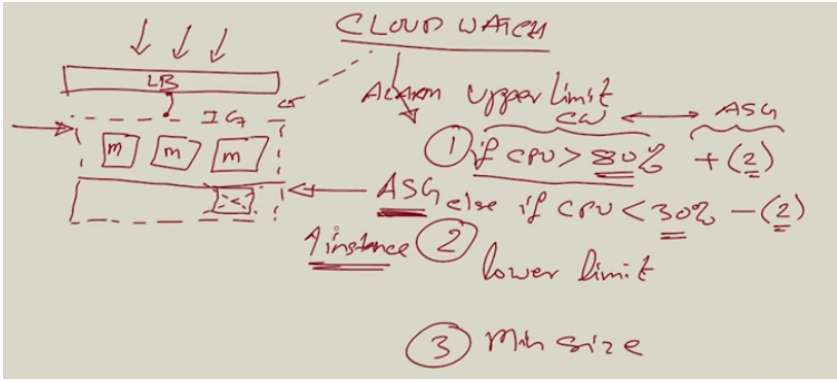 CLOUD WATCH
LB
IG
m m m
ALARM Upper Limit
CW ASG
① if CPU > 80% + (2)
ASG else if CPU < 30% - (2)
1 instance ②
lower limit
③ Min size